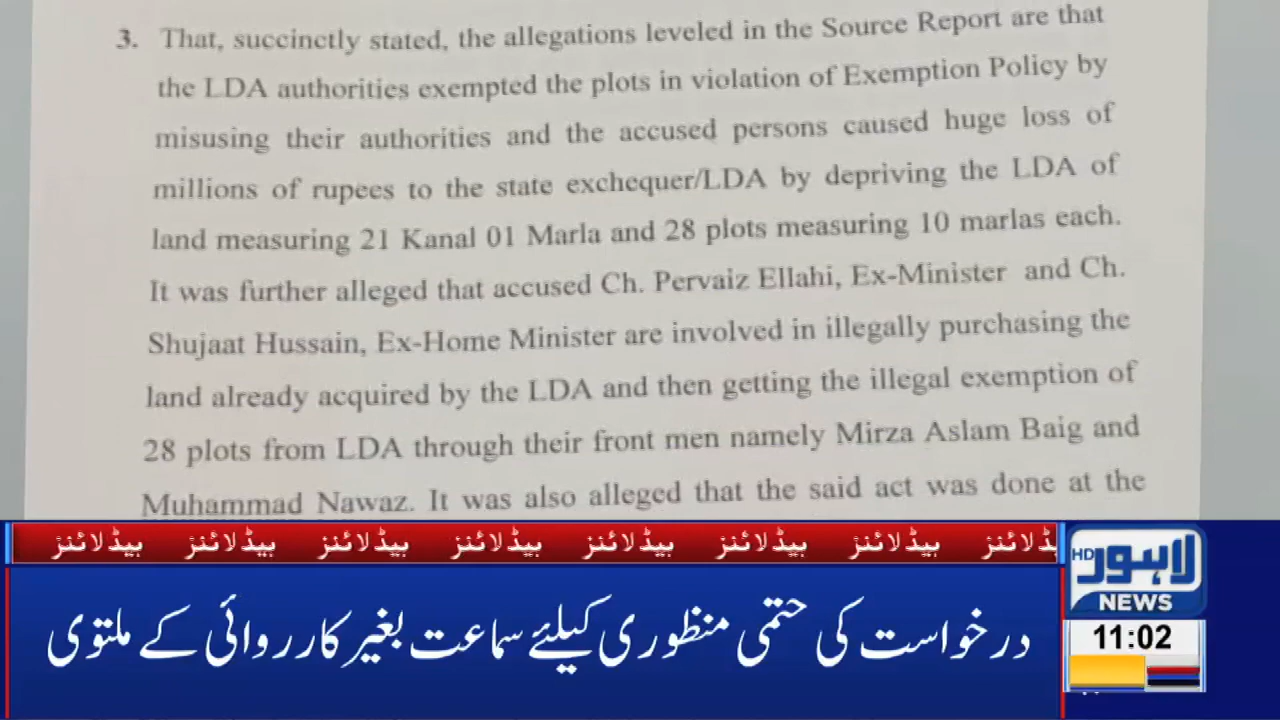 3. That, succinctly stated, the allegations leveled in the Source Report are that
the LDA authorities exempted the plots in violation of Exemption Policy by
misusing their authorities and the accused persons caused huge loss of
millions of rupees to the state exchequer/LDA by depriving the LDA of
land measuring 21 Kanal 01 Marla and 28 plots measuring 10 marlas each.
It was further alleged that accused Ch. Pervaiz Ellahi, Ex-Minister and Ch.
Shujaat Hussain, Ex-Home Minister are involved in illegally purchasing the
land already acquired by the LDA and then getting the illegal exemption of
28 plots from LDA through their front men namely Mirza Aslam Baig and
Muhammad Nawaz. It was also alleged that the said act was done at the
ہیڈلائنز ہیڈلائنز ہیڈلائنز ہیڈلائنز ہیڈلائنز ہیڈلائنز ہیڈلائنز
درخواست کی حتمی منظوری کیلئے سماعت بغیر کارروائی کے ملتوی
HD لاہور
NEWS
11:02